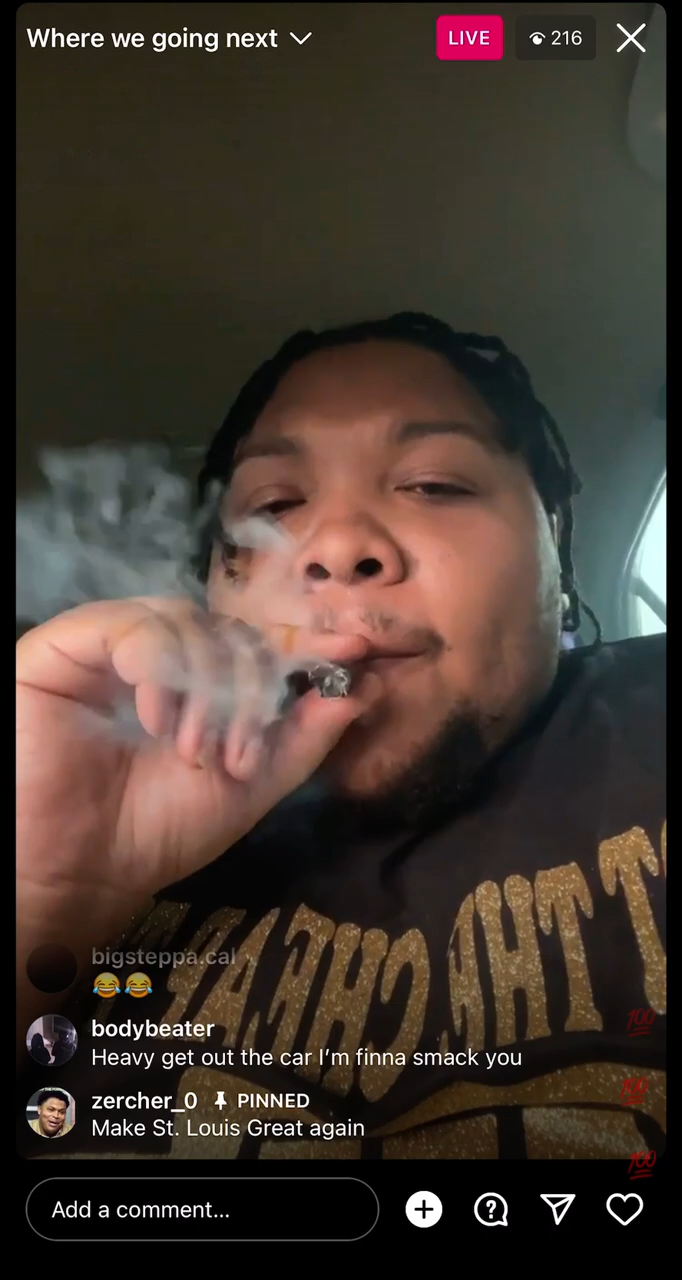 Where we going next
LIVE
216
bigsteppa.cal
😂😂
bodybeater
Heavy get out the car I’m finna smack you
zercher_0 PINNED
Make St. Louis Great again
💯
💯
💯
Add a comment...